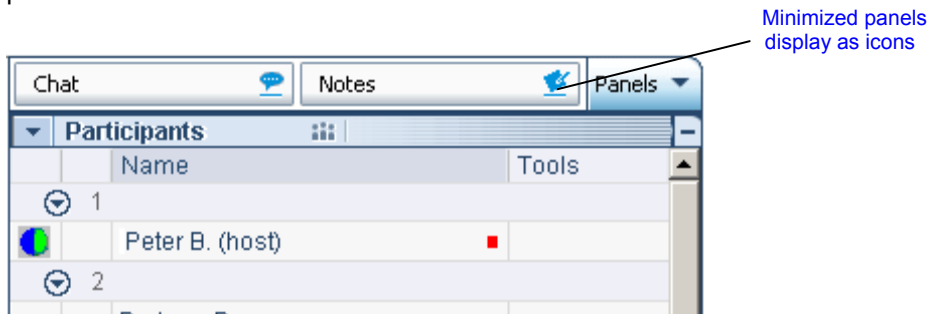 Minimized panels
display as icons
Chat Notes Panels
Participants
Name Tools
1
Peter B. (host)
2